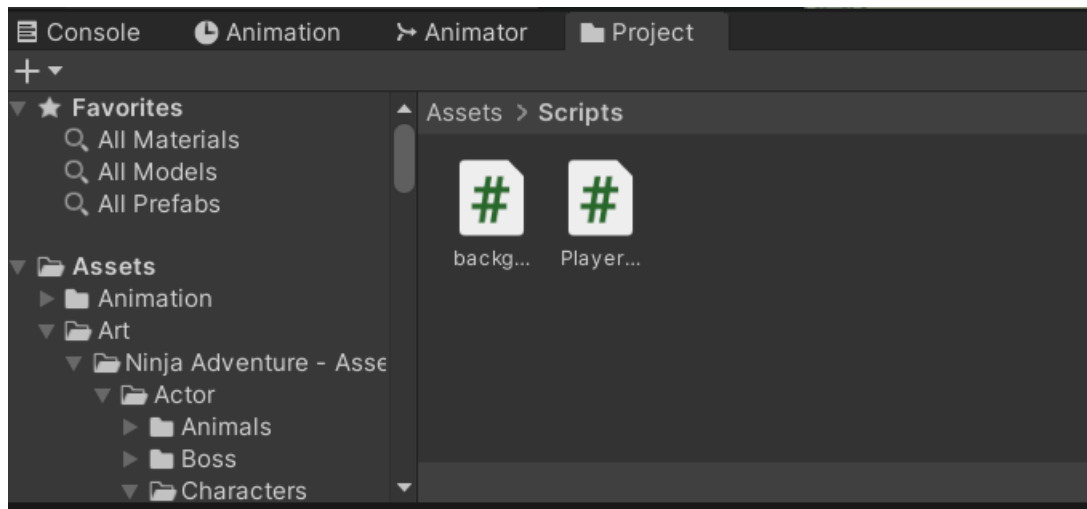 Console Animation Animator Project
Favorites
All Materials
All Models
All Prefabs
Assets
Animation
Art
Ninja Adventure - Asse
Actor
Animals
Boss
Characters
Assets > Scripts
# #
backg... Player...